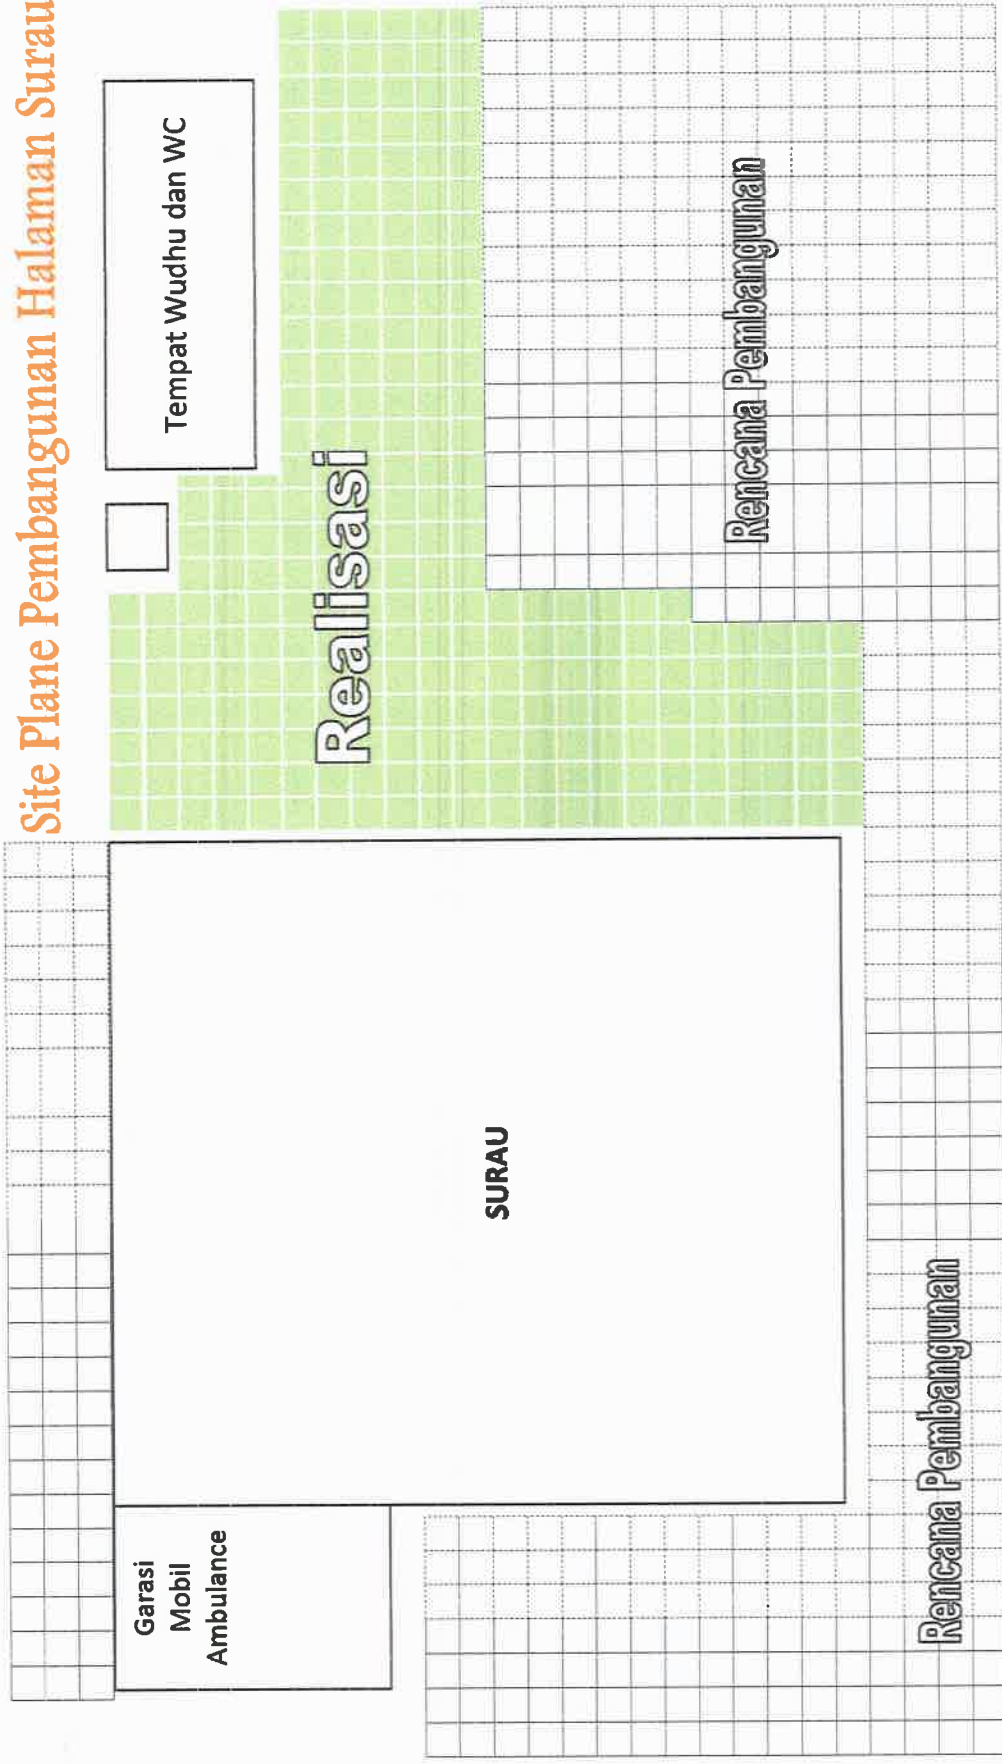 Site Plane Pembangunan Halaman Surau
Tempat Wudhu dan WC
Realisasi
Rencana Pembangunan
SURAU
Garasi
Mobil
Ambulance
Rencana Pembangunan